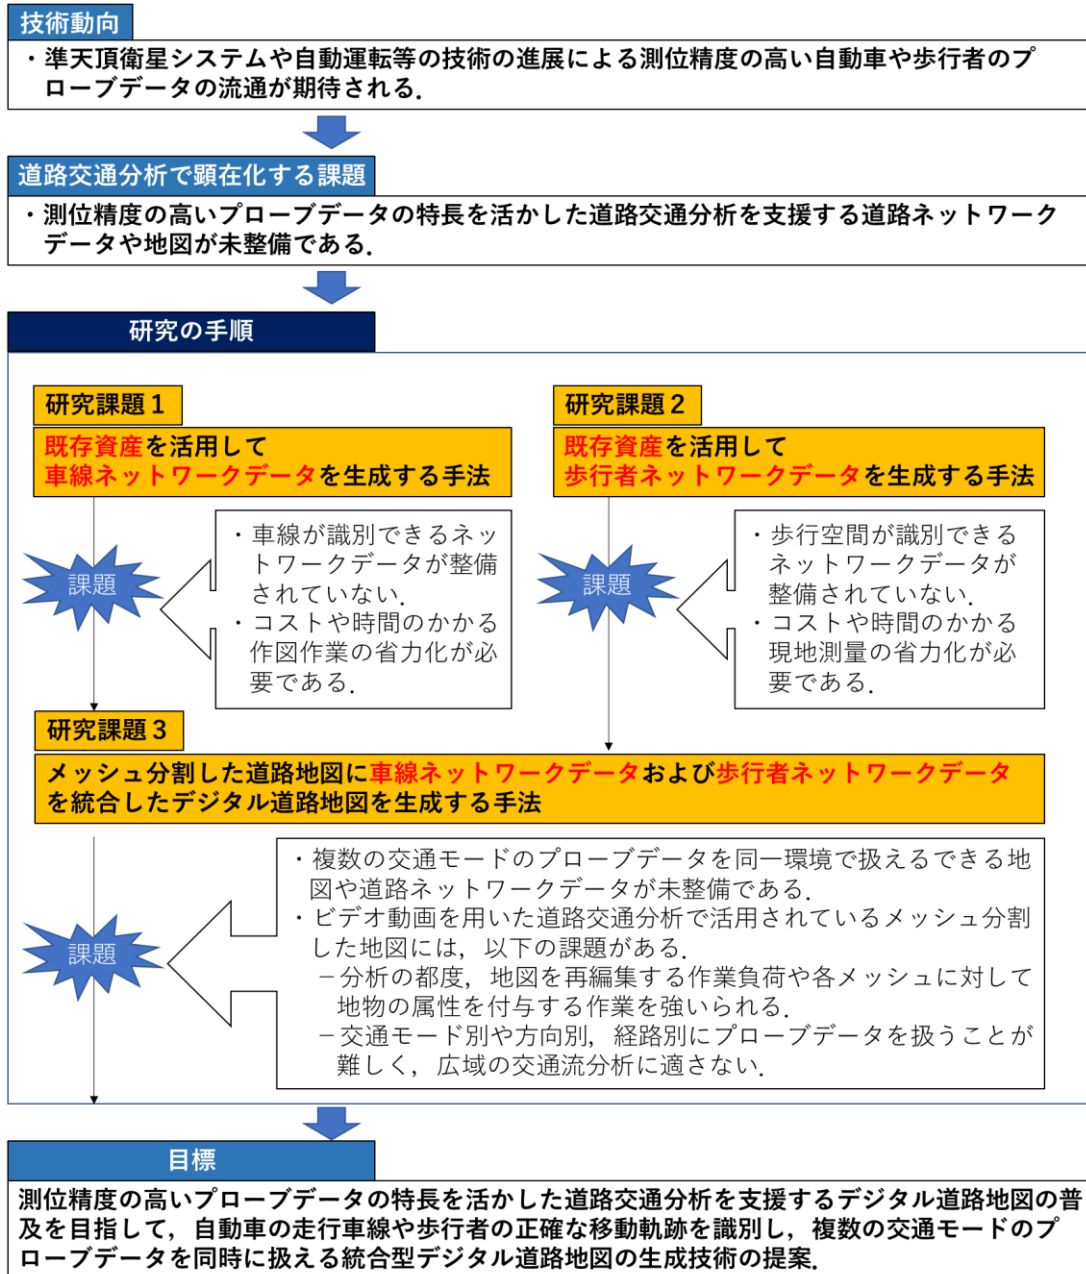 技術動向
・準天頂衛星システムや自動運転等の技術の進展による測位精度の高い自動車や歩行者のプ
ローブデータの流通が期待される．
道路交通分析で顕在化する課題
・測位精度の高いプローブデータの特長を活かした道路交通分析を支援する道路ネットワーク
データや地図が未整備である．
研究の手順
研究課題１
既存資産を活用して
車線ネットワークデータを生成する手法
課題
・車線が識別できるネッ
トワークデータが整備
されていない．
・コストや時間のかかる
作図作業の省力化が必
要である．
研究課題２
既存資産を活用して
歩行者ネットワークデータを生成する手法
課題
・歩行空間が識別できる
ネットワークデータが
整備されていない．
・コストや時間のかかる
現地測量の省力化が必
要である．
研究課題３
メッシュ分割した道路地図に車線ネットワークデータおよび歩行者ネットワークデータ
を統合したデジタル道路地図を生成する手法
課題
・複数の交通モードのプローブデータを同一環境で扱えるできる地
図や道路ネットワークデータが未整備である．
・ビデオ動画を用いた道路交通分析で活用されているメッシュ分割
した地図には，以下の課題がある．
－分析の都度，地図を再編集する作業負荷や各メッシュに対して
地物の属性を付与する作業を強いられる．
－交通モード別や方向別，経路別にプローブデータを扱うことが
難しく，広域の交通流分析に適さない．
目標
測位精度の高いプローブデータの特長を活かした道路交通分析を支援するデジタル道路地図の普
及を目指して，自動車の走行車線や歩行者の正確な移動軌跡を識別し，複数の交通モードのプ
ローブデータを同時に扱える統合型デジタル道路地図の生成技術の提案．